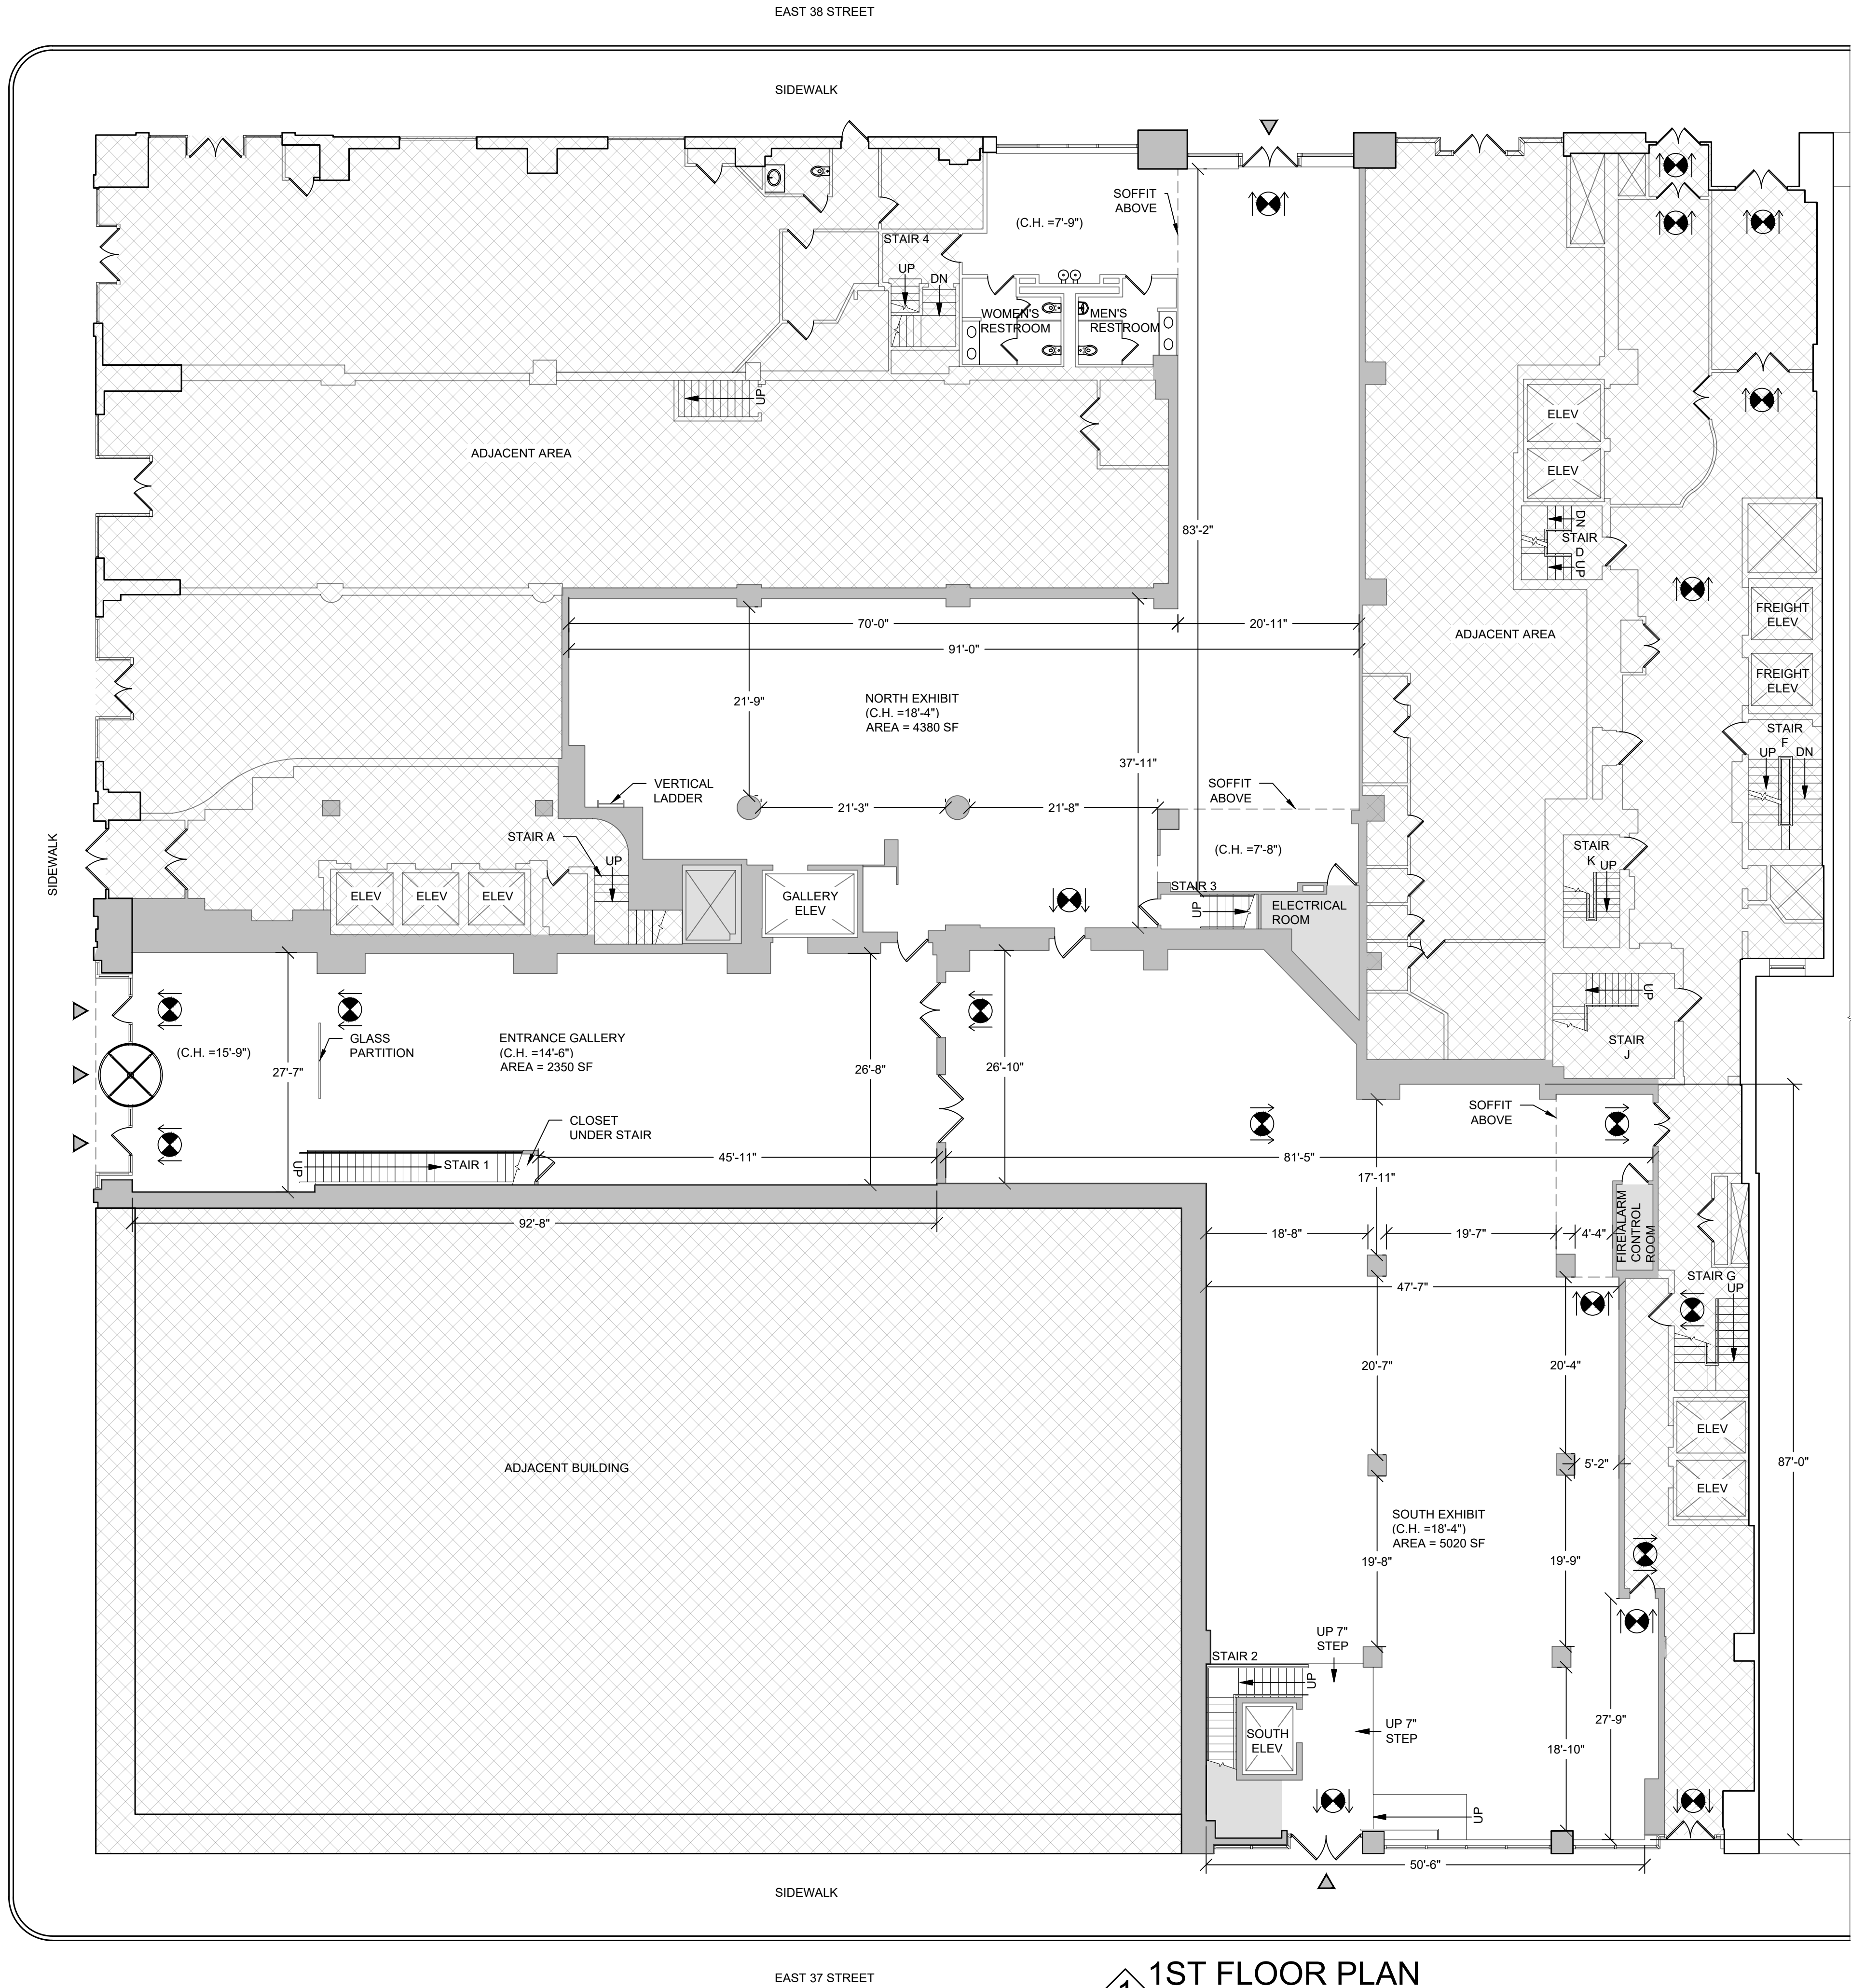 EAST 38 STREET
SIDEWALK
SOFFIT
ABOVE
(C.H. =7'-9")
STAIR 4
UP
DN
WOMEN'S
RESTROOM
MEN'S
RESTROOM
UP
ELEV
ELEV
ADJACENT AREA
83'-2"
DN
STAIR
D
UP
FREIGHT
ELEV
70'-0"
20'-11"
ADJACENT AREA
91'-0"
FREIGHT
ELEV
21'-9"
NORTH EXHIBIT
(C.H. =18'-4")
AREA = 4380 SF
STAIR
F
UP
DN
37'-11"
VERTICAL
LADDER
SOFFIT
ABOVE
21'-3"
21'-8"
STAIR A
UP
(C.H. =7'-8")
STAIR
K
UP
SIDEWALK
ELEV
ELEV
ELEV
GALLERY
ELEV
STAIR 3
UP
ELECTRICAL
ROOM
UP
GLASS
PARTITION
ENTRANCE GALLERY
(C.H. =14'-6")
AREA = 2350 SF
(C.H. =15'-9")
27'-7"
26'-8"
26'-10"
STAIR
J
CLOSET
UNDER STAIR
SOFFIT
ABOVE
UP
STAIR 1
45'-11"
81'-5"
17'-11"
92'-8"
18'-8"
19'-7"
4'-4"
FIRE/ALARM
CONTROL
ROOM
STAIR G
UP
47'-7"
20'-7"
20'-4"
ELEV
ADJACENT BUILDING
5'-2"
87'-0"
ELEV
SOUTH EXHIBIT
(C.H. =18'-4")
AREA = 5020 SF
19'-8"
19'-9"
UP 7"
STEP
STAIR 2
UP
27'-9"
UP 7"
STEP
SOUTH
ELEV
18'-10"
UP
50'-6"
SIDEWALK
EAST 37 STREET
1
1ST FLOOR PLAN